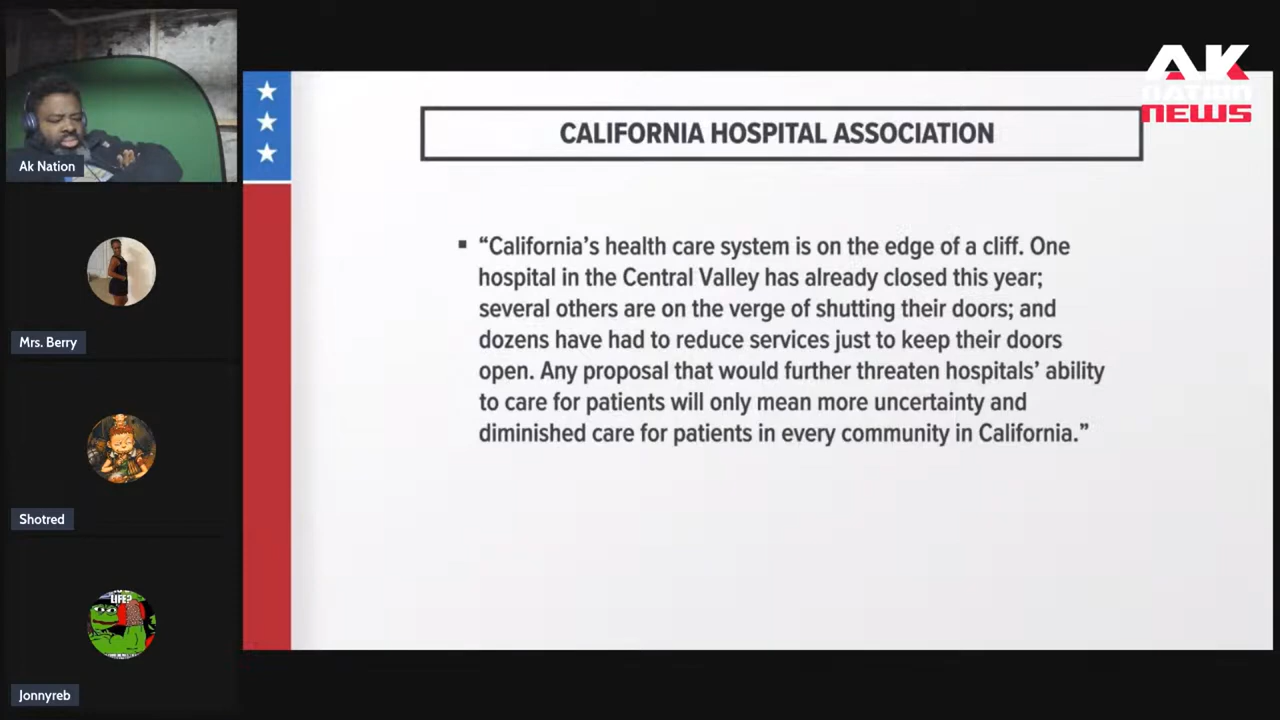 AK
NATION
NEWS
CALIFORNIA HOSPITAL ASSOCIATION
▪ “California’s health care system is on the edge of a cliff. One
hospital in the Central Valley has already closed this year;
several others are on the verge of shutting their doors; and
dozens have had to reduce services just to keep their doors
open. Any proposal that would further threaten hospitals’ ability
to care for patients will only mean more uncertainty and
diminished care for patients in every community in California.”
Ak Nation
Mrs. Berry
Shotred
LIFE?
Jonnyreb